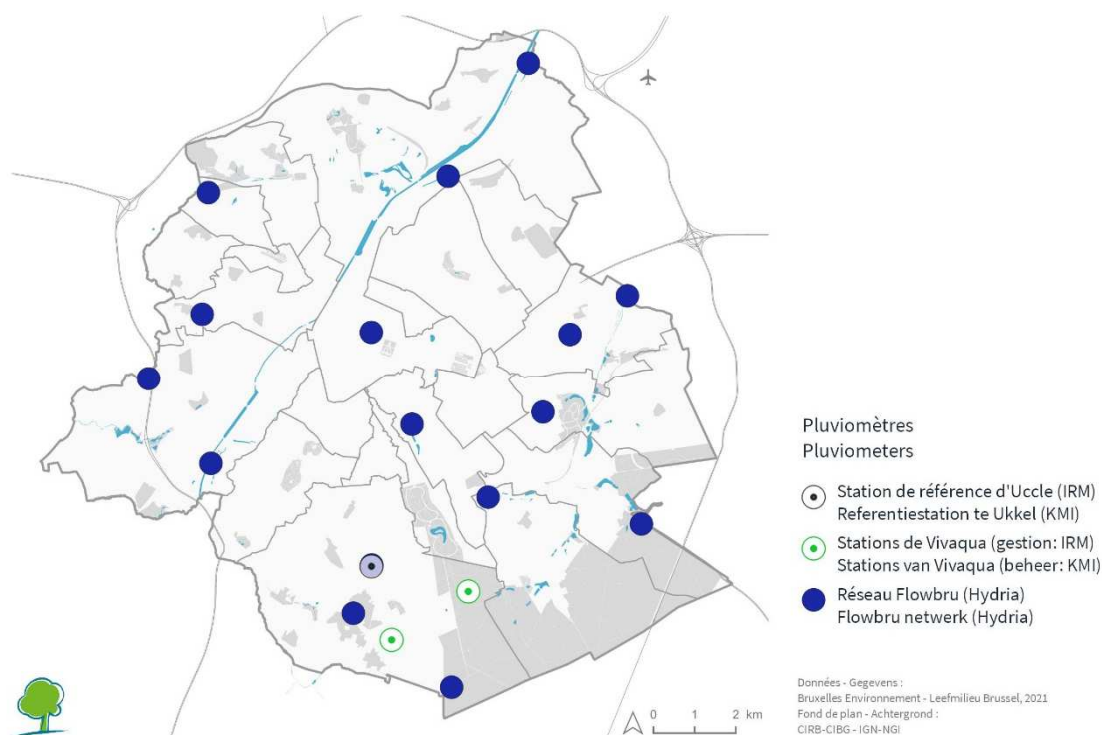 Pluviomètres
Pluviometers
Station de référence d'Uccle (IRM)
Referentiestation te Ukkel (KMI)
Stations de Vivaqua (gestion: IRM)
Stations van Vivaqua (beheer: KMI)
Réseau Flowbru (Hydria)
Flowbru netwerk (Hydria)
Données - Gegevens :
Bruxelles Environnement - Leefmilieu Brussel, 2021
Fond de plan - Achtergrond :
CIRB-CIBG - IGN-NGI
0 1 2 km